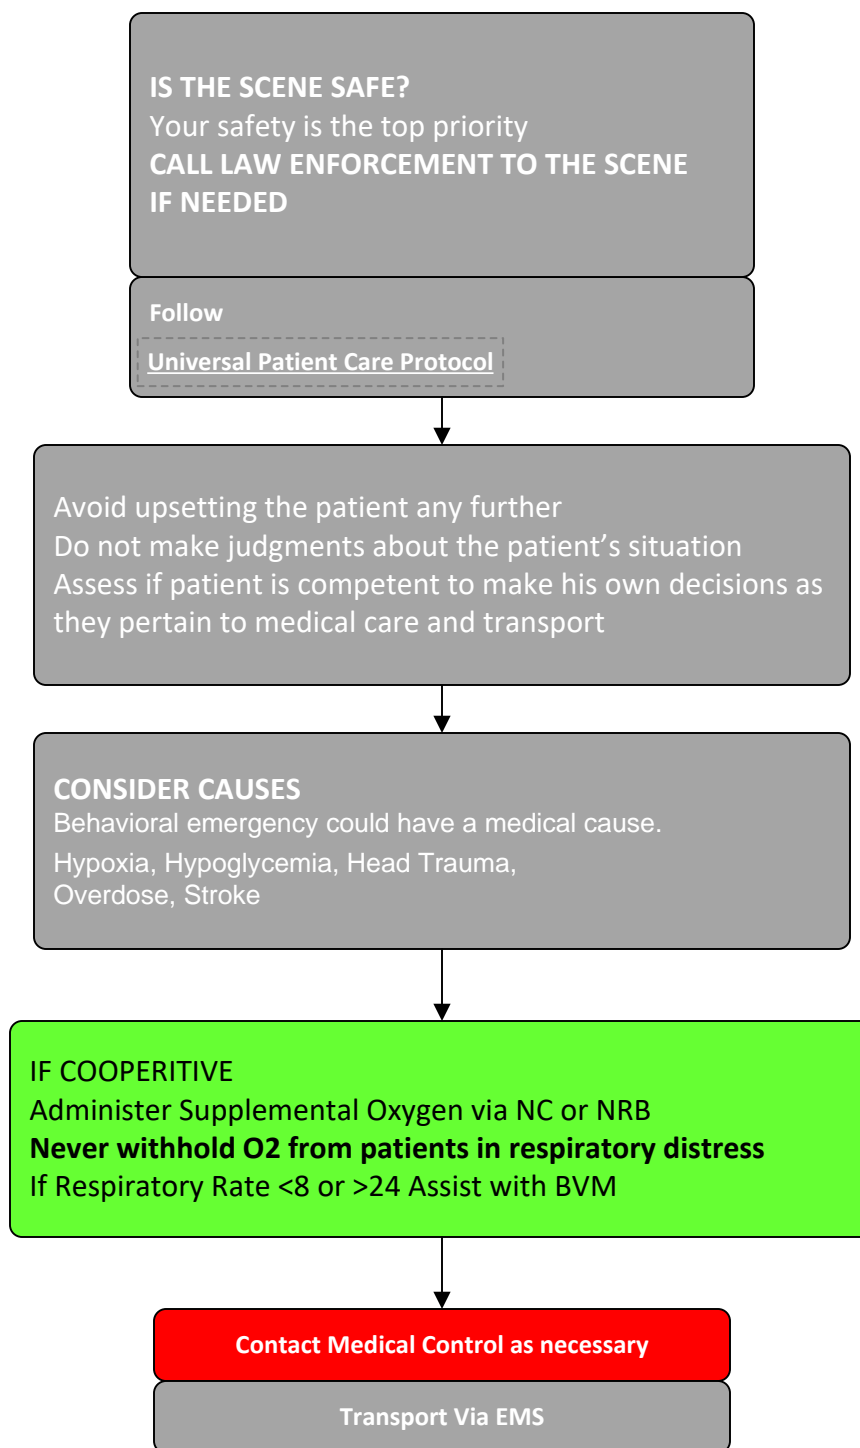 IS THE SCENE SAFE?
Your safety is the top priority
CALL LAW ENFORCEMENT TO THE SCENE
IF NEEDED
Follow
Universal Patient Care Protocol
Avoid upsetting the patient any further
Do not make judgments about the patient’s situation
Assess if patient is competent to make his own decisions as
they pertain to medical care and transport
CONSIDER CAUSES
Behavioral emergency could have a medical cause.
Hypoxia, Hypoglycemia, Head Trauma,
Overdose, Stroke
IF COOPERITIVE
Administer Supplemental Oxygen via NC or NRB
Never withhold O2 from patients in respiratory distress
If Respiratory Rate <8 or >24 Assist with BVM
Contact Medical Control as necessary
Transport Via EMS